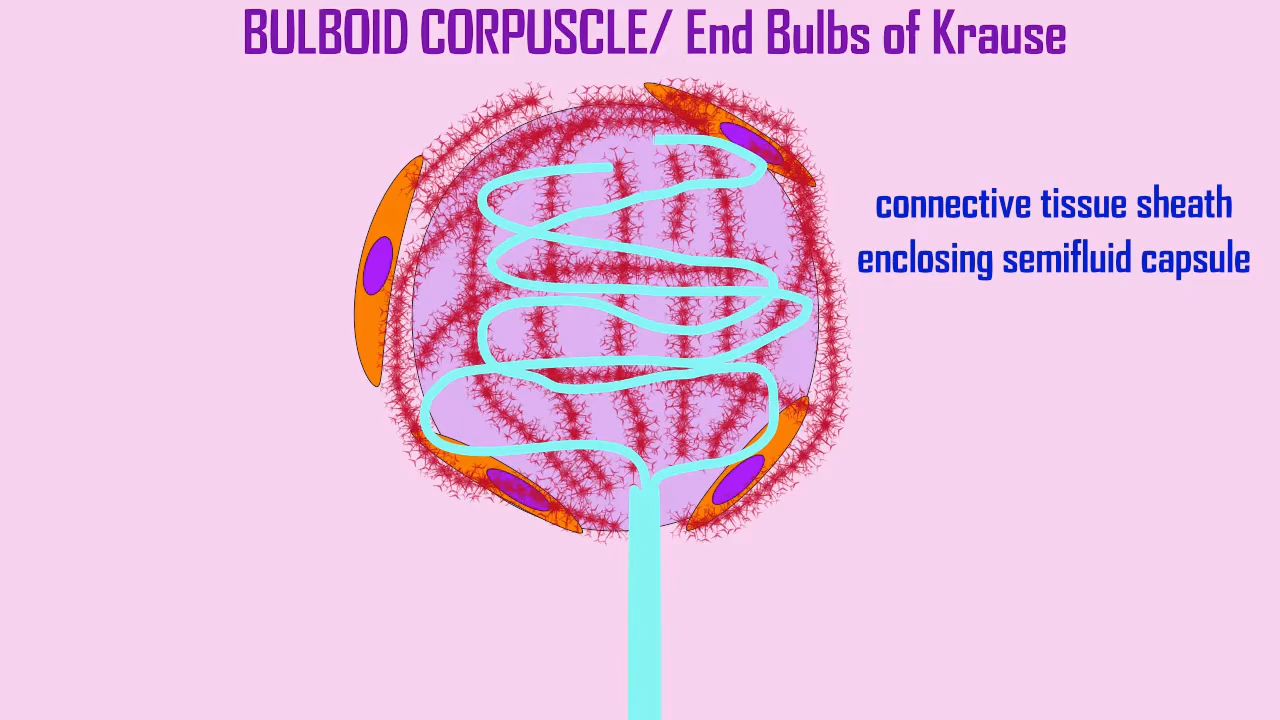 BULBOID CORPUSCLE/ End Bulbs of Krause
connective tissue sheath
enclosing semifluid capsule